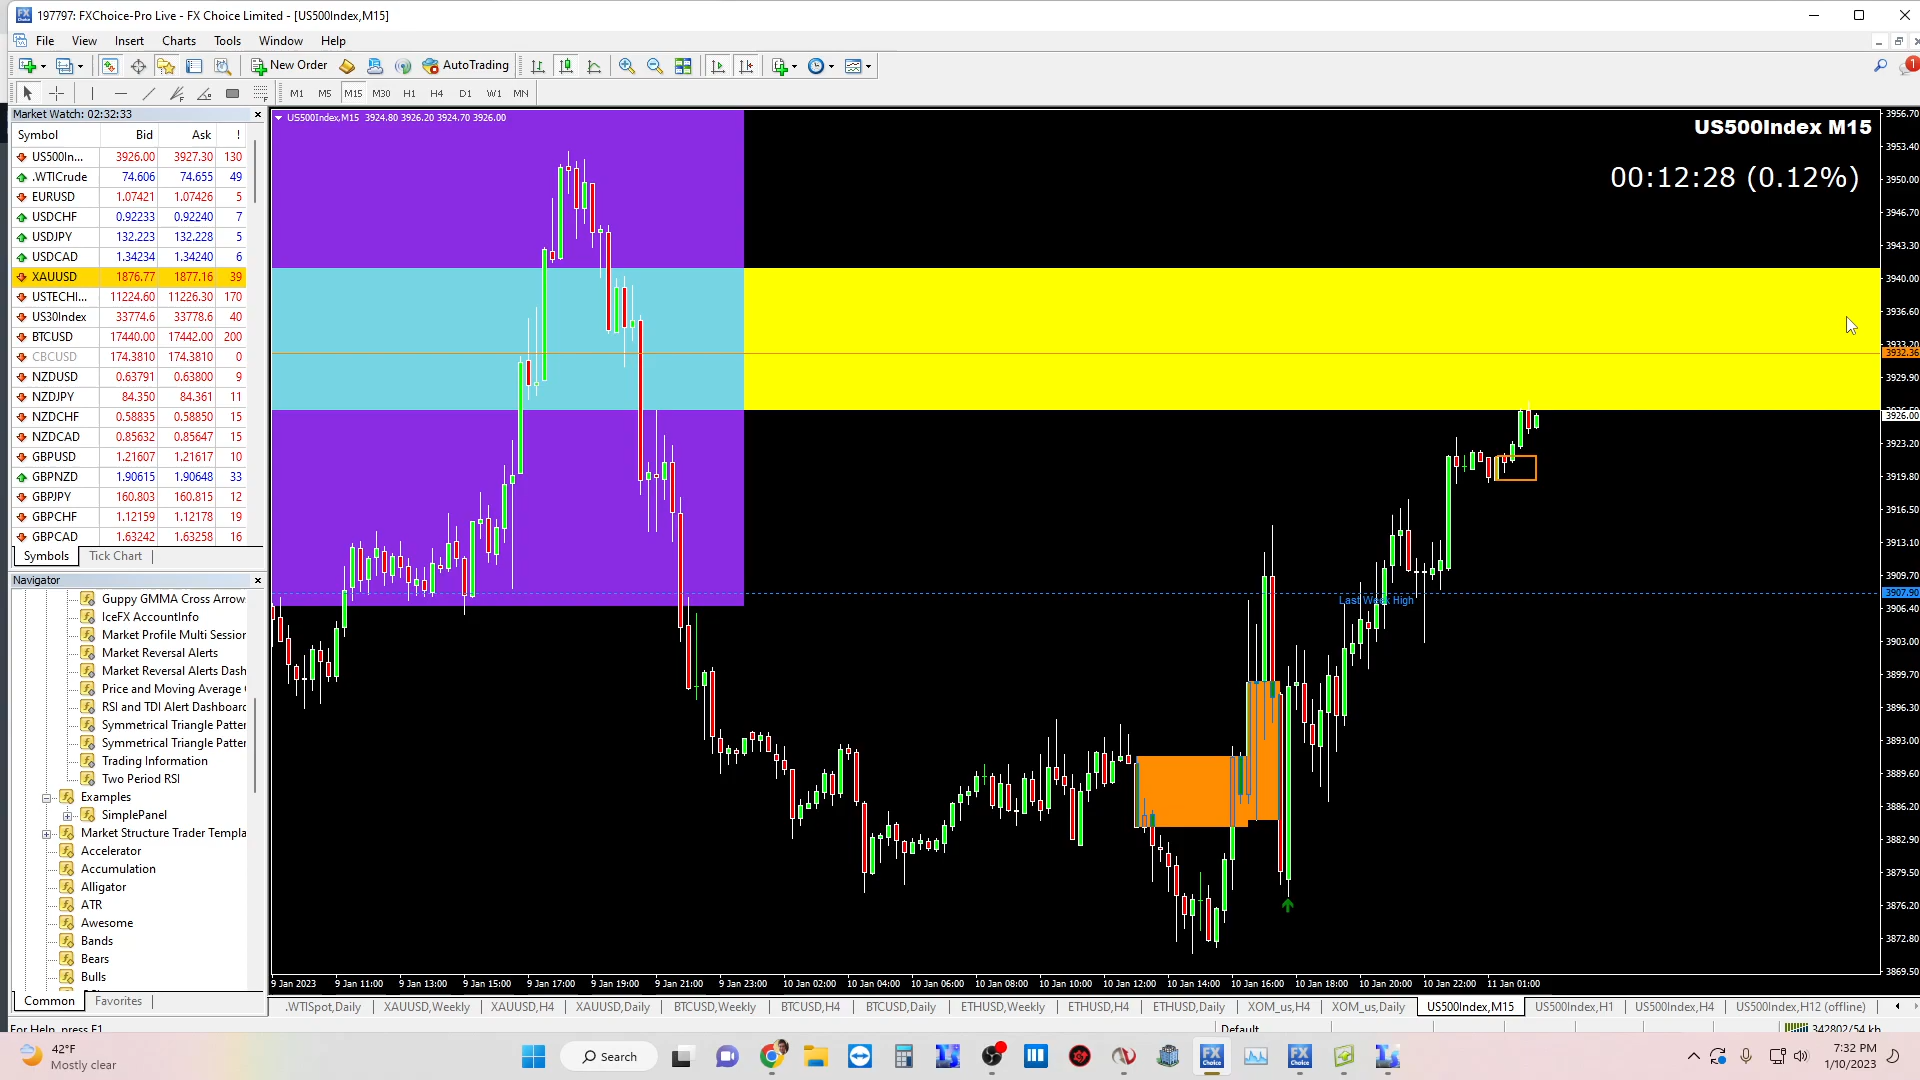 197797: FXChoice-Pro Live - FX Choice Limited - [US500Index,M15]
File View Insert Charts Tools Window Help
New Order AutoTrading
M1 M5 M15 M30 H1 H4 D1 W1 MN
Market Watch: 02:32:33
Symbol Bid Ask !
US500In... 3926.00 3927.30 130
.WTICrude 74.606 74.655 49
EURUSD 1.07421 1.07426 5
USDCHF 0.92233 0.92240 7
USDJPY 132.223 132.228 5
USDCAD 1.34234 1.34240 6
XAUUSD 1876.77 1877.16 39
USTECHI... 11224.60 11226.30 170
US30Index 33774.6 33778.6 40
BTCUSD 17440.00 17442.00 200
CBCUSD 174.3810 174.3810 0
NZDUSD 0.63791 0.63800 9
NZDJPY 84.350 84.361 11
NZDCHF 0.58835 0.58850 15
NZDCAD 0.85632 0.85647 15
GBPUSD 1.21607 1.21617 10
GBPNZD 1.90615 1.90648 33
GBPJPY 160.803 160.815 12
GBPCHF 1.12159 1.12178 19
GBPCAD 1.63242 1.63258 16
Symbols Tick Chart
Navigator
Guppy GMMA Cross Arrow
IceFX AccountInfo
Market Profile Multi Session
Market Reversal Alerts
Market Reversal Alerts Dash
Price and Moving Average
RSI and TDI Alert Dashboard
Symmetrical Triangle Patter
Symmetrical Triangle Patter
Trading Information
Two Period RSI
Examples
SimplePanel
Market Structure Trader Templa
Accelerator
Accumulation
Alligator
ATR
Awesome
Bands
Bears
Bulls
Common Favorites
US500Index,M15 3924.80 3926.20 3924.70 3926.00
US500Index M15
00:12:28 (0.12%)
Last Week High
3956.70
3953.40
3950.00
3946.70
3943.30
3940.00
3936.60
3933.20
3932.36
3929.90
3926.00
3923.20
3919.80
3916.50
3913.10
3909.70
3907.90
3906.40
3903.00
3899.70
3896.30
3893.00
3889.60
3886.20
3882.90
3879.50
3876.20
3872.80
3869.50
9 Jan 2023 9 Jan 11:00 9 Jan 13:00 9 Jan 15:00 9 Jan 17:00 9 Jan 19:00 9 Jan 21:00 9 Jan 23:00 10 Jan 02:00 10 Jan 04:00 10 Jan 06:00 10 Jan 08:00 10 Jan 10:00 10 Jan 12:00 10 Jan 14:00 10 Jan 16:00 10 Jan 18:00 10 Jan 20:00 10 Jan 22:00 11 Jan 01:00
.WTISpot,Daily XAUUSD,Weekly XAUUSD,H4 XAUUSD,Daily BTCUSD,Weekly BTCUSD,H4 BTCUSD,Daily ETHUSD,Weekly ETHUSD,H4 ETHUSD,Daily XOM_us,H4 XOM_us,Daily US500Index,M15 US500Index,H1 US500Index,H4 US500Index,H12 (offline)
For Help, press F1 Default 342802/54 kb
42°F
Mostly clear
Search
FX Choice
FX Choice
7:32 PM
1/10/2023